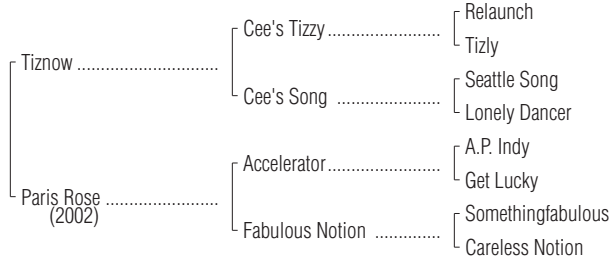 Relaunch
Cee's Tizzy ........................
Tizly
Tiznow ..............................
Seattle Song
Cee's Song ......................
Lonely Dancer
A.P. Indy
Accelerator........................
Get Lucky
Paris Rose ........................
(2002)
Somethingfabulous
Fabulous Notion ..............
Careless Notion